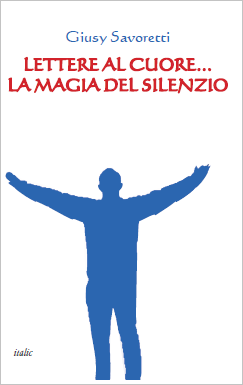 Giusy Savoretti
LETTERE AL CUORE...
LA MAGIA DEL SILENZIO
italic